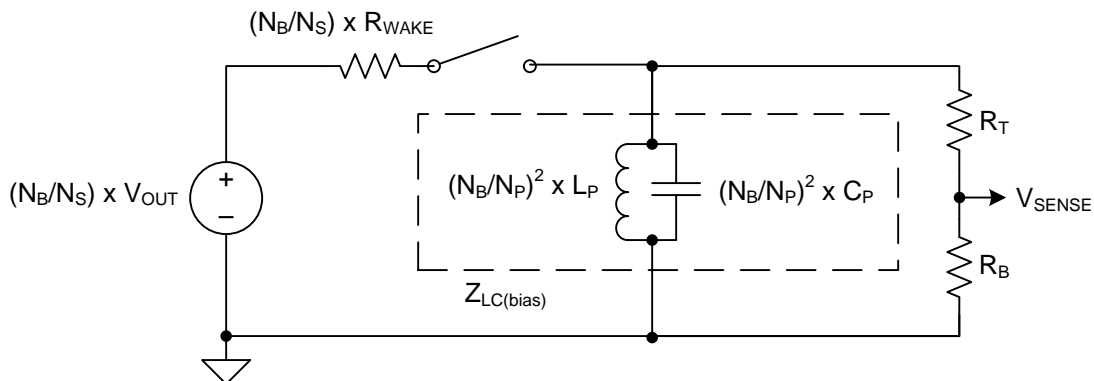 (N_B/N_S) x R_WAKE
(N_B/N_S) x V_OUT
+
–
(N_B/N_P)^2 x L_P
(N_B/N_P)^2 x C_P
Z_LC(bias)
R_T
V_SENSE
R_B